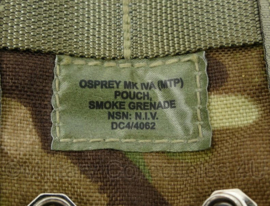 OSPREY MK IVA (MTP)
POUCH,
SMOKE GRENADE
NSN: N.I.V.
DC4/4062